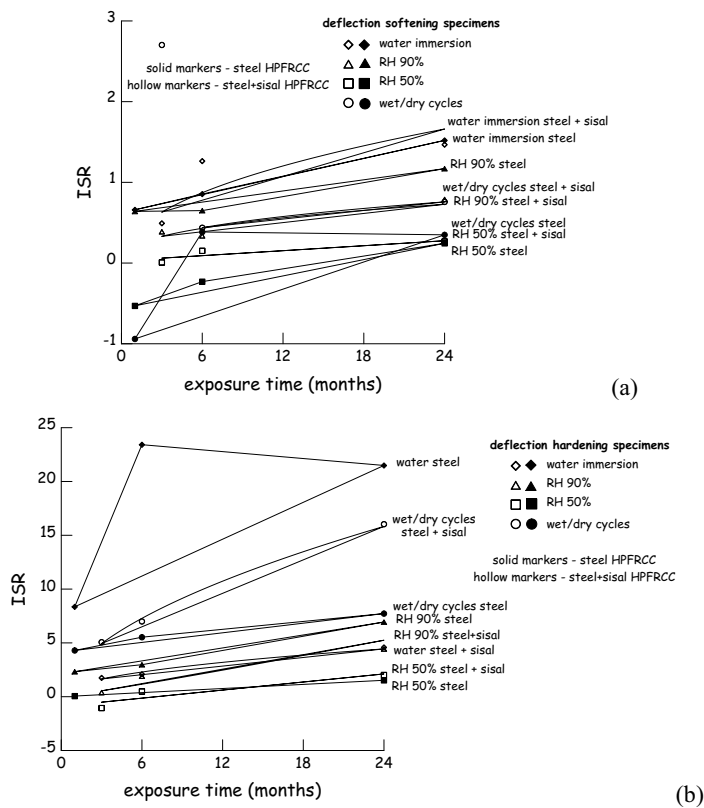 3
deflection softening specimens
water immersion
solid markers - steel HPFRCC
RH 90%
hollow markers - steel+sisal HPFRCC
RH 50%
2
wet/dry cycles
water immersion steel + sisal
water immersion steel
ISR
RH 90% steel
1
wet/dry cycles steel + sisal
RH 90% steel + sisal
wet/dry cycles steel
RH 50% steel + sisal
0
RH 50% steel
-1
0 6 12 18 24
exposure time (months)
(a)
25
deflection hardening specimens
water steel
water immersion
20
RH 90%
RH 50%
wet/dry cycles
wet/dry cycles
steel + sisal
15
solid markers - steel HPFRCC
hollow markers - steel+sisal HPFRCC
ISR
10
wet/dry cycles steel
RH 90% steel
5
RH 90% steel+sisal
water steel + sisal
RH 50% steel + sisal
0
RH 50% steel
-5
0 6 12 18 24
exposure time (months)
(b)